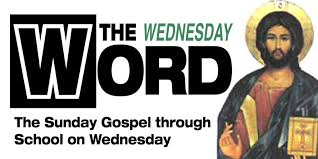 THE WEDNESDAY
WORD
The Sunday Gospel through
School on Wednesday